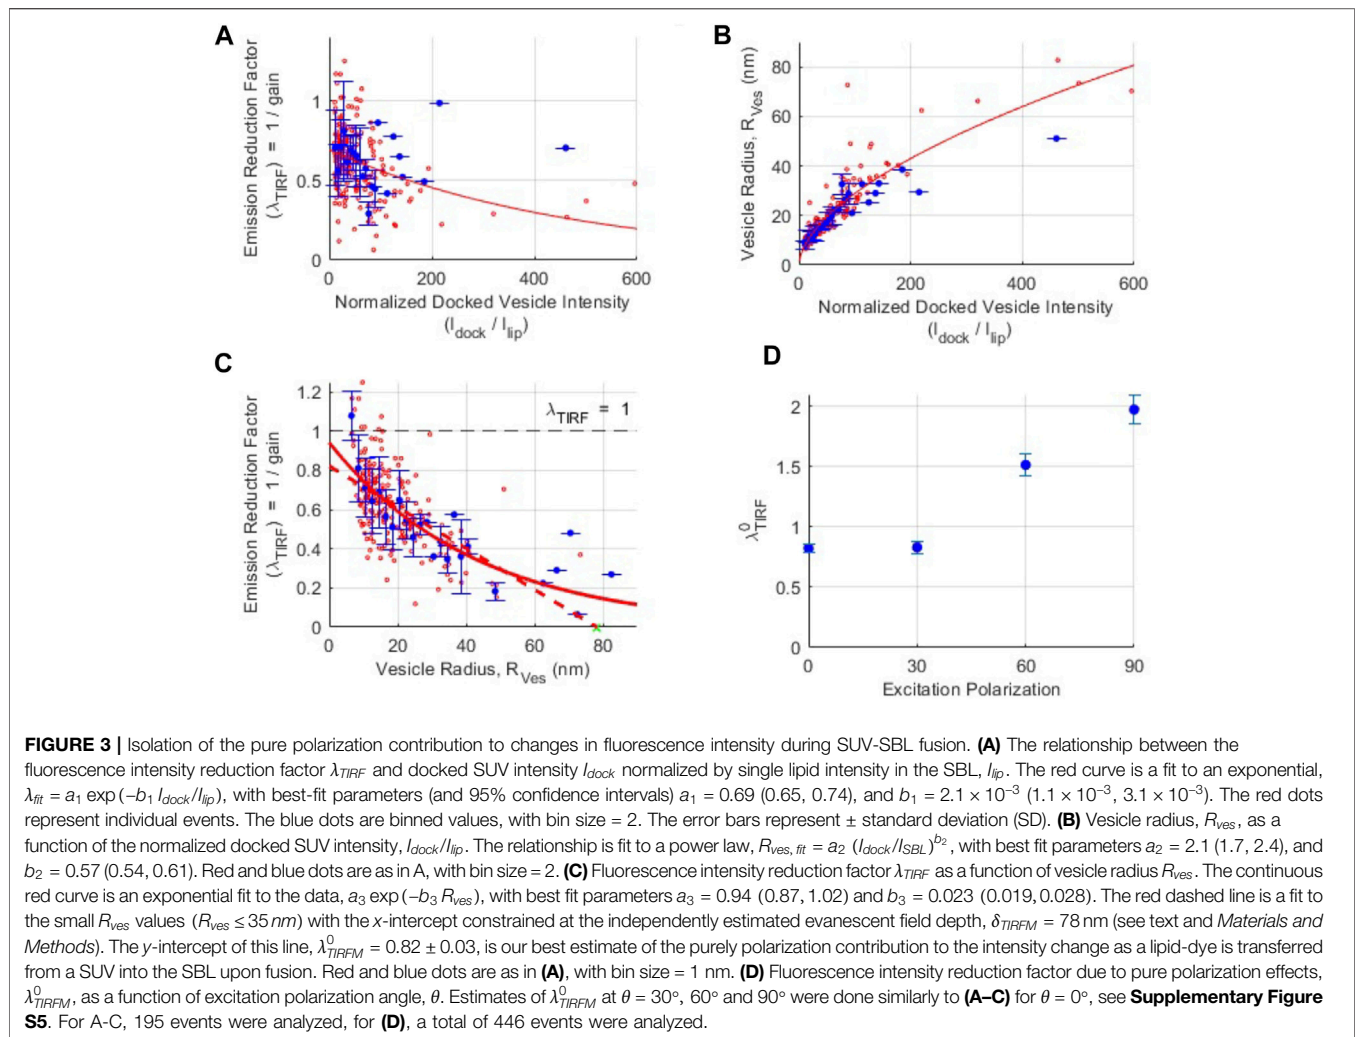 A
Emission Reduction Factor
(λTIRF) = 1 / gain
1
0.5
0
0
200
400
600
Normalized Docked Vesicle Intensity
(Idock / Ilip)
B
Vesicle Radius, RVes (nm)
80
60
40
20
0
0
200
400
600
Normalized Docked Vesicle Intensity
(Idock / Ilip)
C
Emission Reduction Factor
(λTIRF) = 1 / gain
1.2
1
0.8
0.6
0.4
0.2
0
λTIRF = 1
0
20
40
60
80
Vesicle Radius, RVes (nm)
D
λ0TIRF
2
1.5
1
0.5
0
0
30
60
90
Excitation Polarization
FIGURE 3 | Isolation of the pure polarization contribution to changes in fluorescence intensity during SUV-SBL fusion. (A) The relationship between the
fluorescence intensity reduction factor λTIRF and docked SUV intensity Idock normalized by single lipid intensity in the SBL, Ilip. The red curve is a fit to an exponential,
λfit = a1 exp (−b1 Idock/Ilip), with best-fit parameters (and 95% confidence intervals) a1 = 0.69 (0.65, 0.74), and b1 = 2.1 × 10−3 (1.1 × 10−3, 3.1 × 10−3). The red dots
represent individual events. The blue dots are binned values, with bin size = 2. The error bars represent ± standard deviation (SD). (B) Vesicle radius, Rves, as a
function of the normalized docked SUV intensity, Idock/Ilip. The relationship is fit to a power law, Rves, fit = a2 (Idock/ISBL)b2, with best fit parameters a2 = 2.1 (1.7, 2.4), and
b2 = 0.57 (0.54, 0.61). Red and blue dots are as in A, with bin size = 2. (C) Fluorescence intensity reduction factor λTIRF as a function of vesicle radius Rves. The continuous
red curve is an exponential fit to the data, a3 exp (−b3 Rves), with best fit parameters a3 = 0.94 (0.87, 1.02) and b3 = 0.023 (0.019, 0.028). The red dashed line is a fit to
the small Rves values (Rves ≤ 35 nm) with the x-intercept constrained at the independently estimated evanescent field depth, δTIRFM = 78 nm (see text and Materials and
Methods). The y-intercept of this line, λ0TIRFM = 0.82 ± 0.03, is our best estimate of the purely polarization contribution to the intensity change as a lipid-dye is transferred
from a SUV into the SBL upon fusion. Red and blue dots are as in (A), with bin size = 1 nm. (D) Fluorescence intensity reduction factor due to pure polarization effects,
λ0TIRFM, as a function of excitation polarization angle, θ. Estimates of λ0TIRFM at θ = 30°, 60° and 90° were done similarly to (A–C) for θ = 0°, see Supplementary Figure
S5. For A-C, 195 events were analyzed, for (D), a total of 446 events were analyzed.